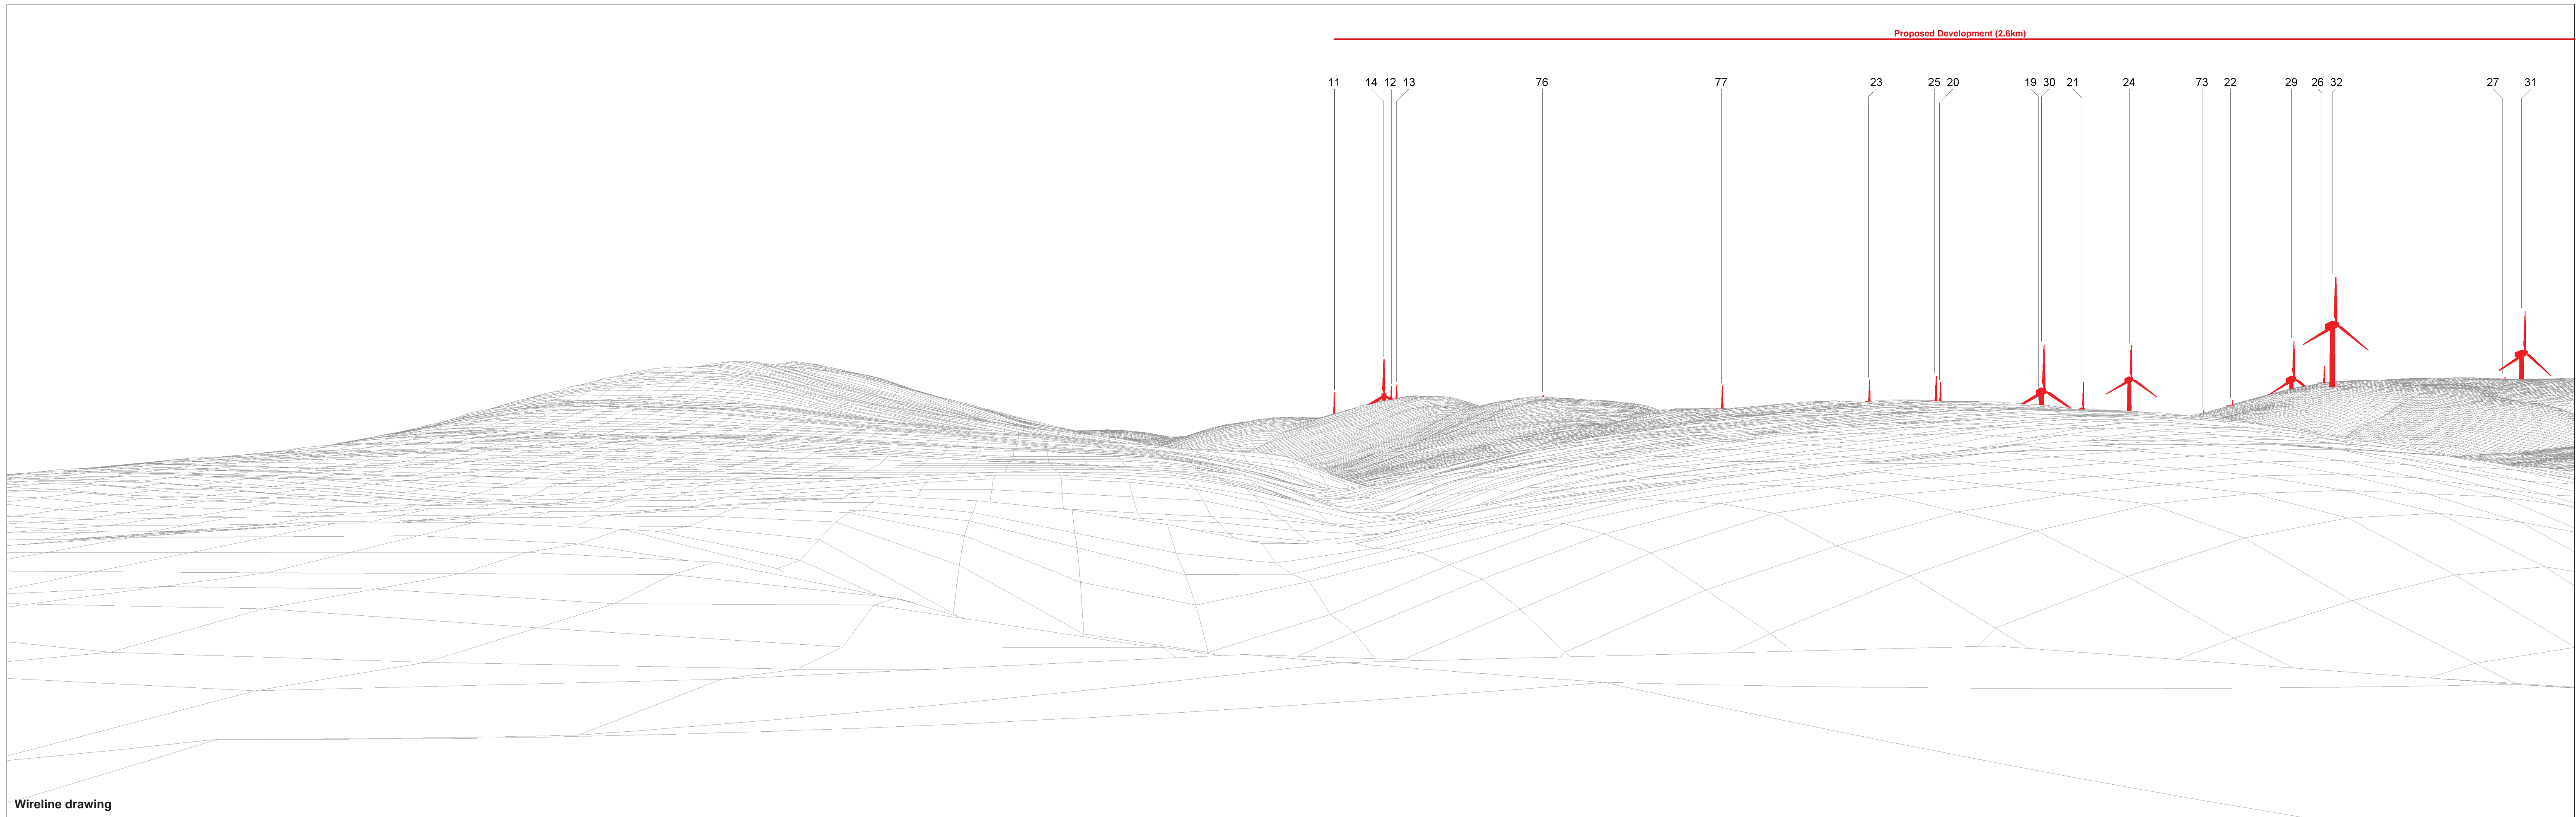 Proposed Development (2.6km)
11 14 12 13 76 77 23 25 20 19 30 21 24 73 22 29 26 32 27 31
Wireline drawing